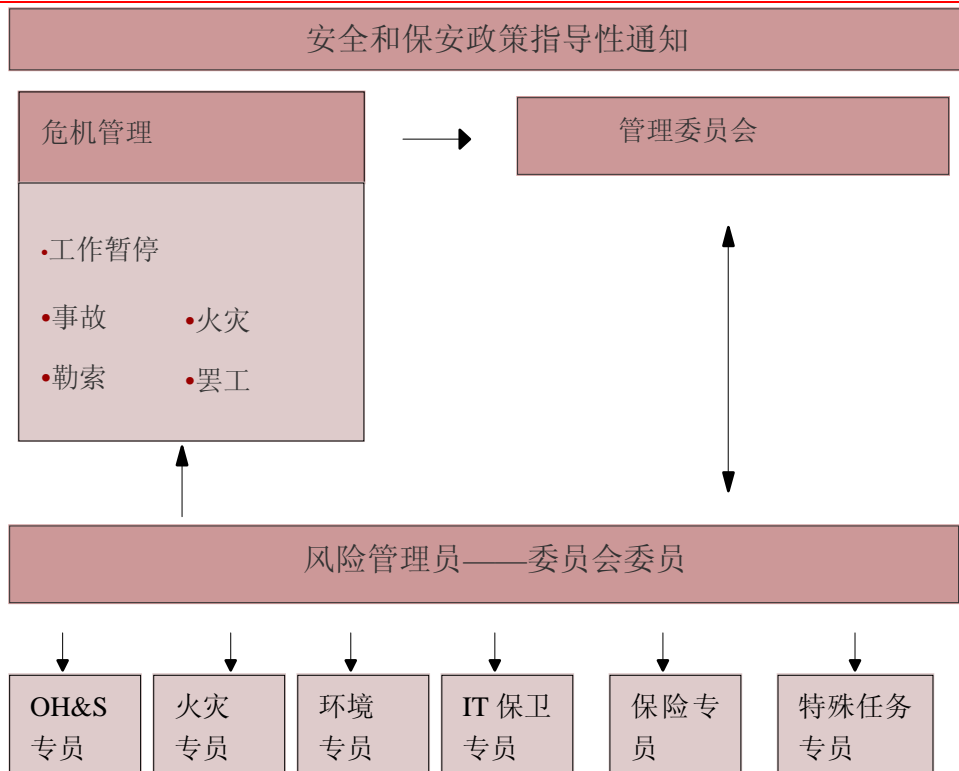 安全和保安政策指导性通知
危机管理
管理委员会
•工作暂停
•事故 •火灾
•勒索 •罢工
风险管理员——委员会委员
OH&S
专员
火灾
专员
环境
专员
IT 保卫
专员
保险专
员
特殊任务
专员